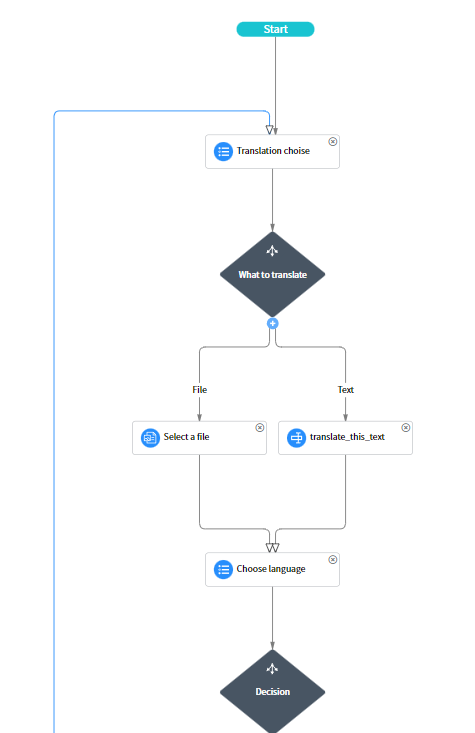 Start
Translation choise
What to translate
File
Text
Select a file
translate_this_text
Choose language
Decision